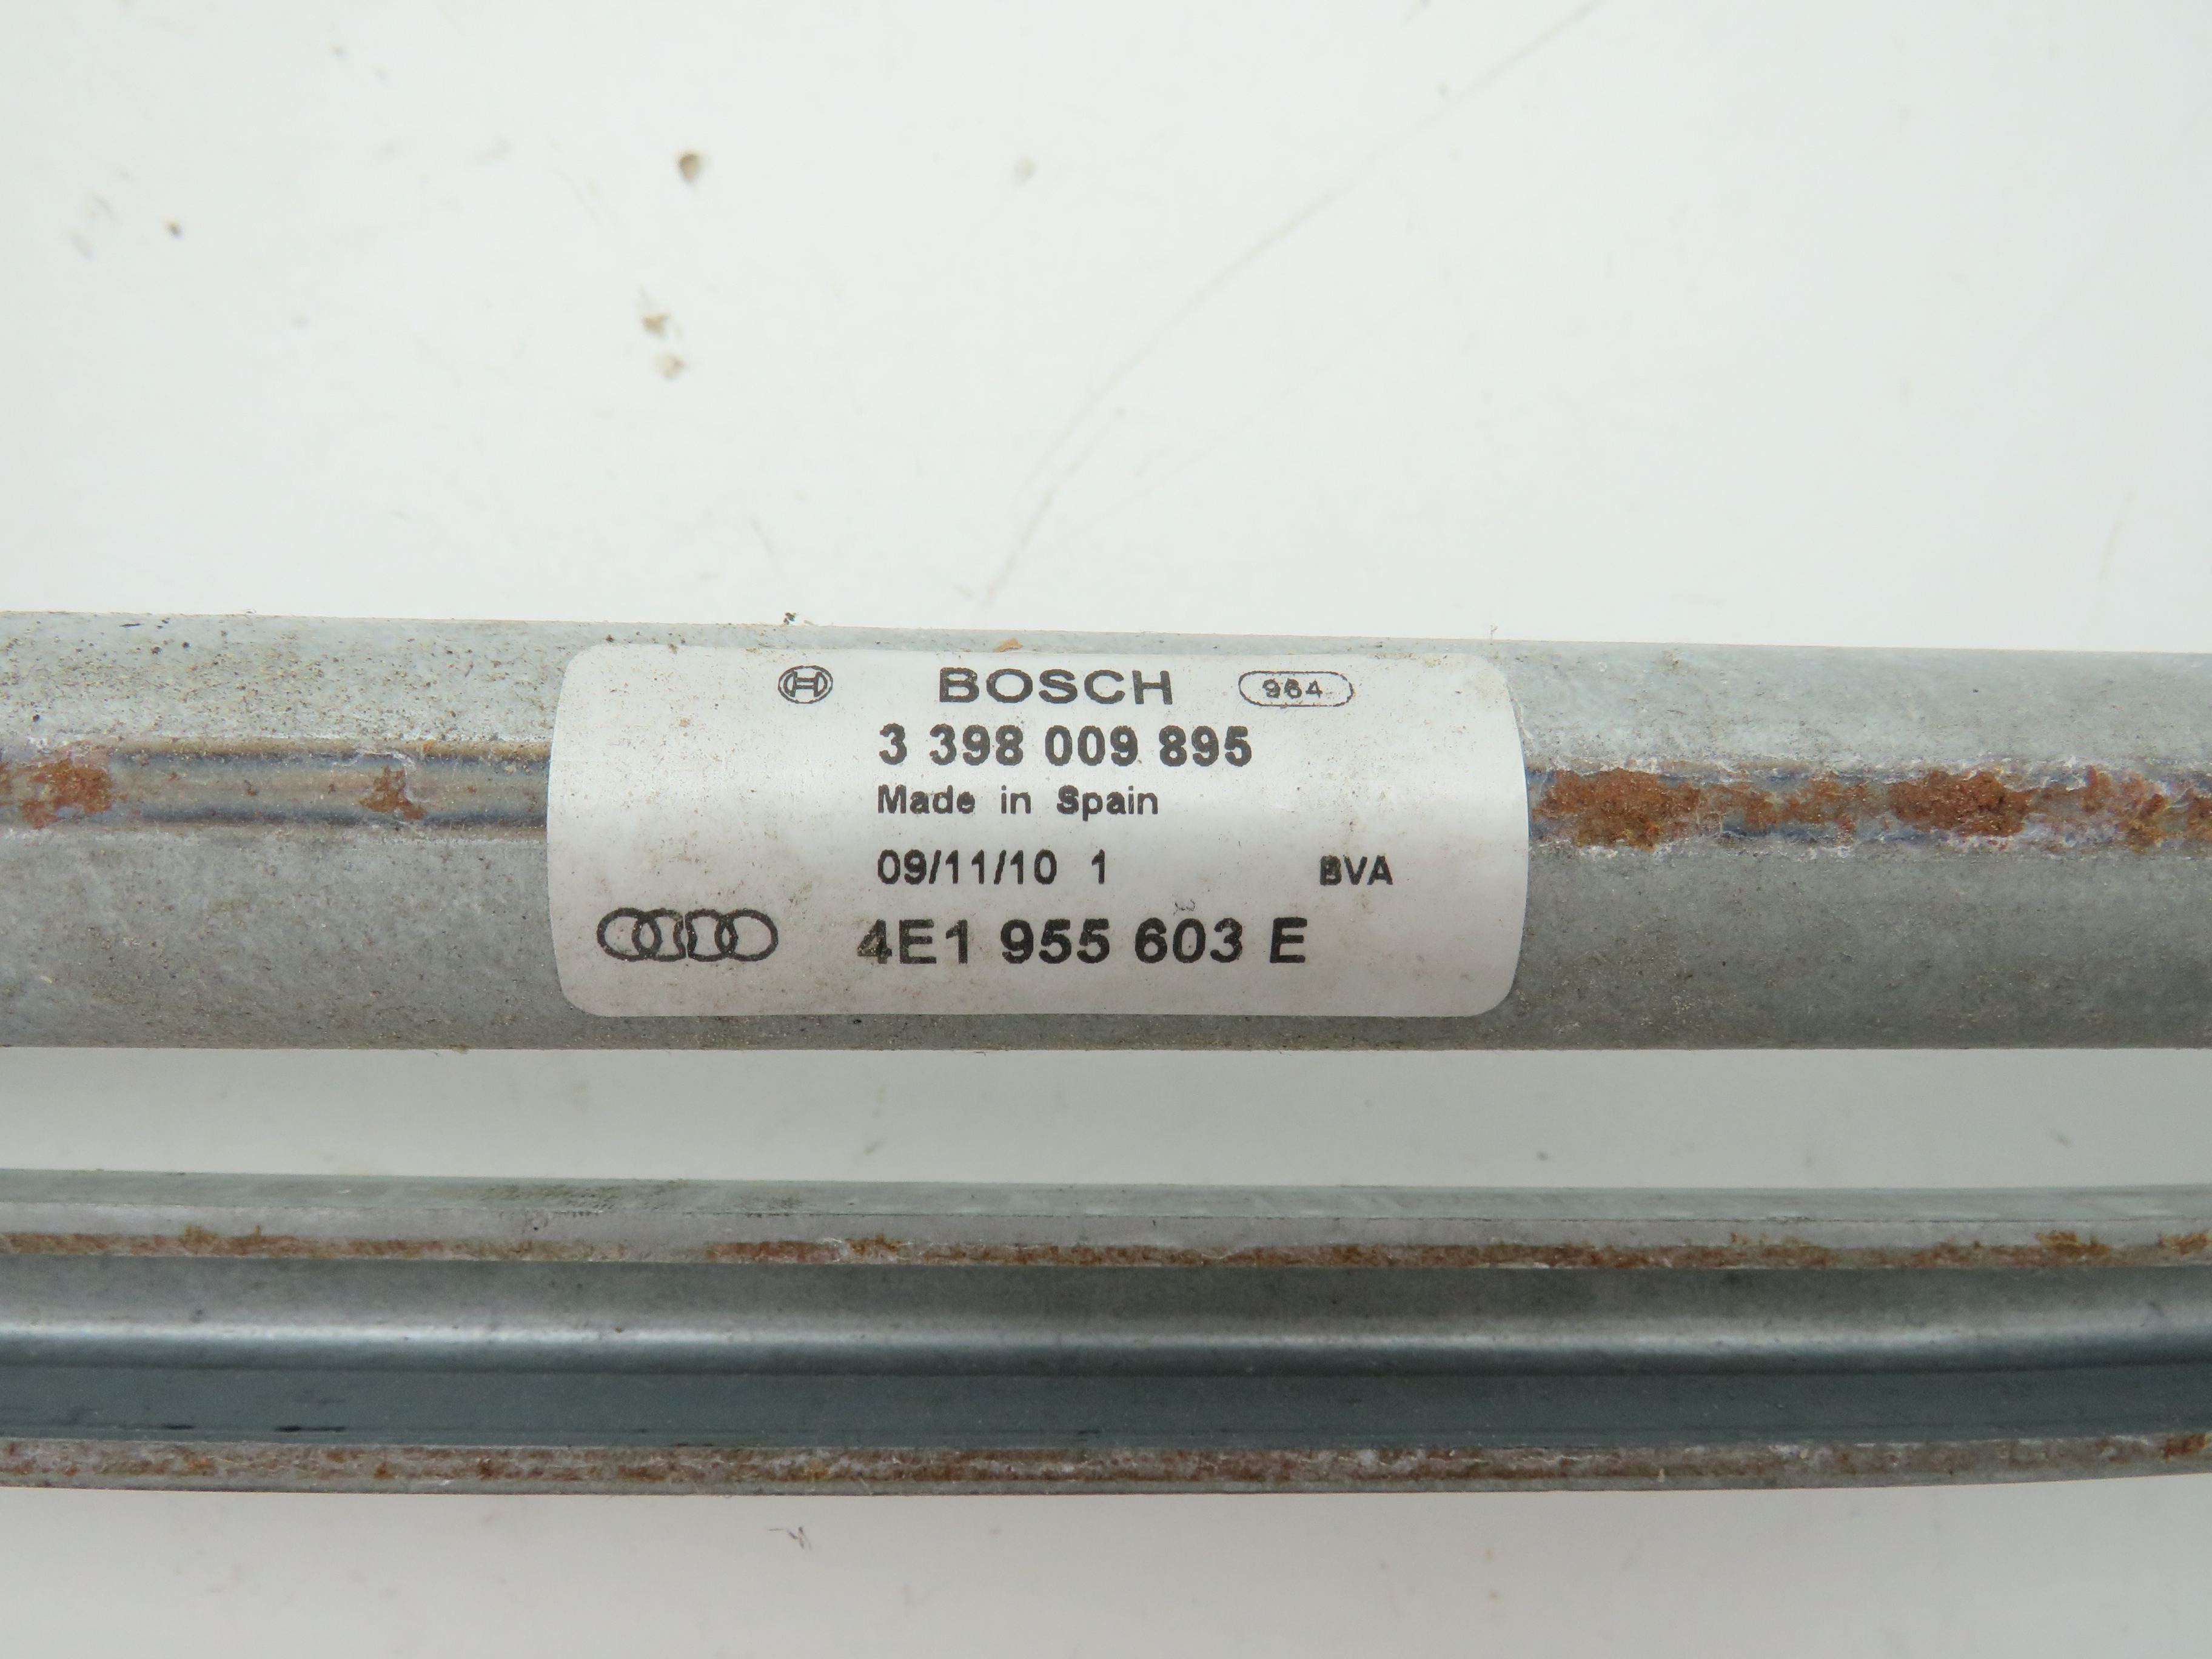 BOSCH 964
3 398 009 895
Made in Spain
09/11/10 1 BVA
4E1 955 603 E